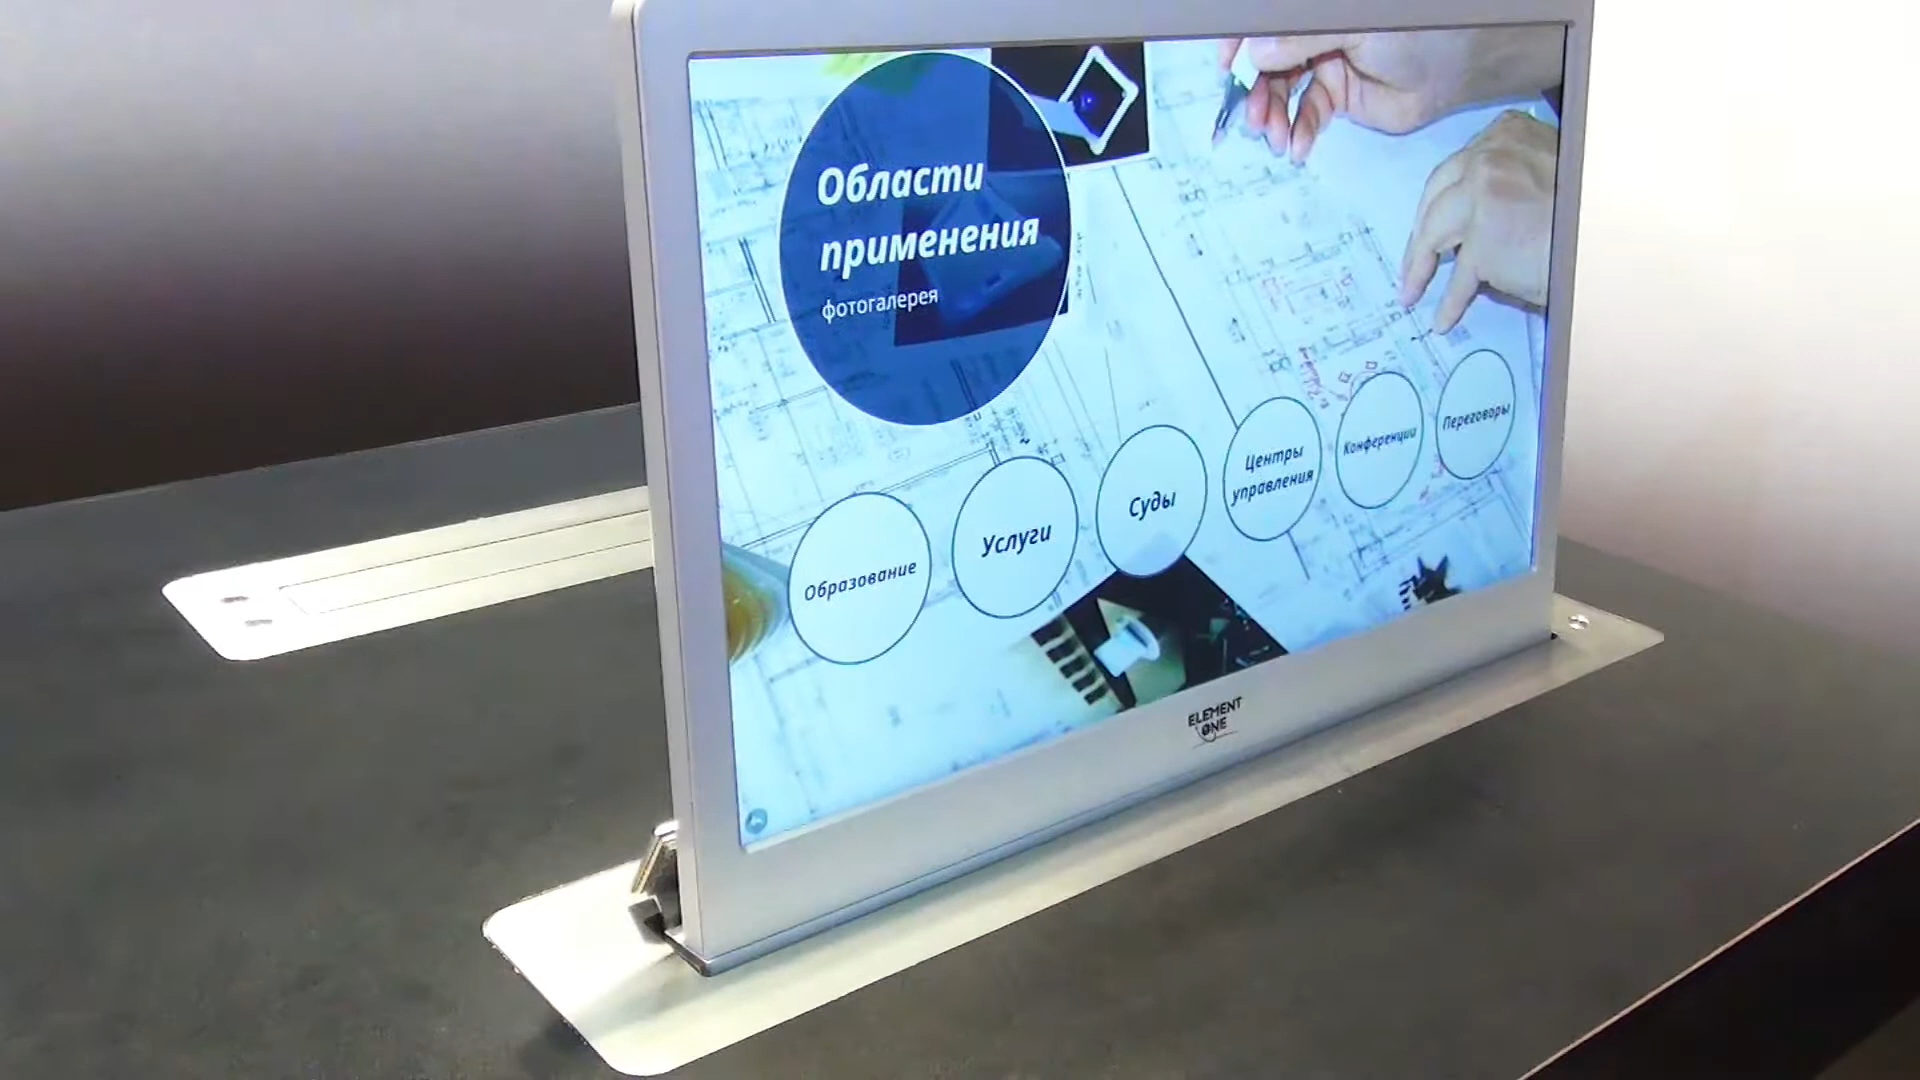 Области
применения
фотогалерея
Образование
Услуги
Суды
Центры
управления
Конференции
Переговоры
ELEMENT
ONE